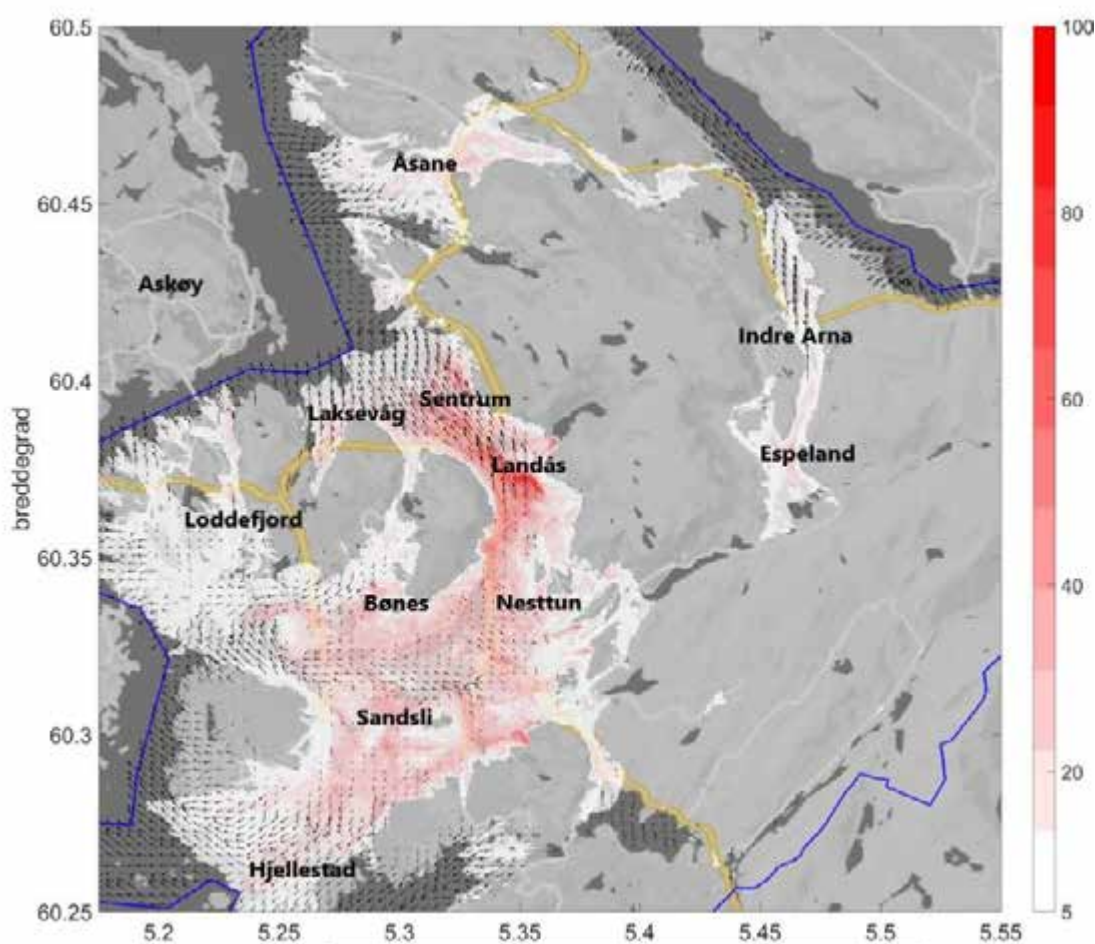 60.5
100
Åsane
60.45
80
Askøy
Indre Arna
60.4
Sentrum
60
Laksevåg
breddegrad
Landås
Espeland
Loddefjord
60.35
40
Bønes
Nesttun
60.3
Sandsli
20
Hjellestad
60.25
5
5.2
5.25
5.3
5.35
5.4
5.45
5.5
5.55